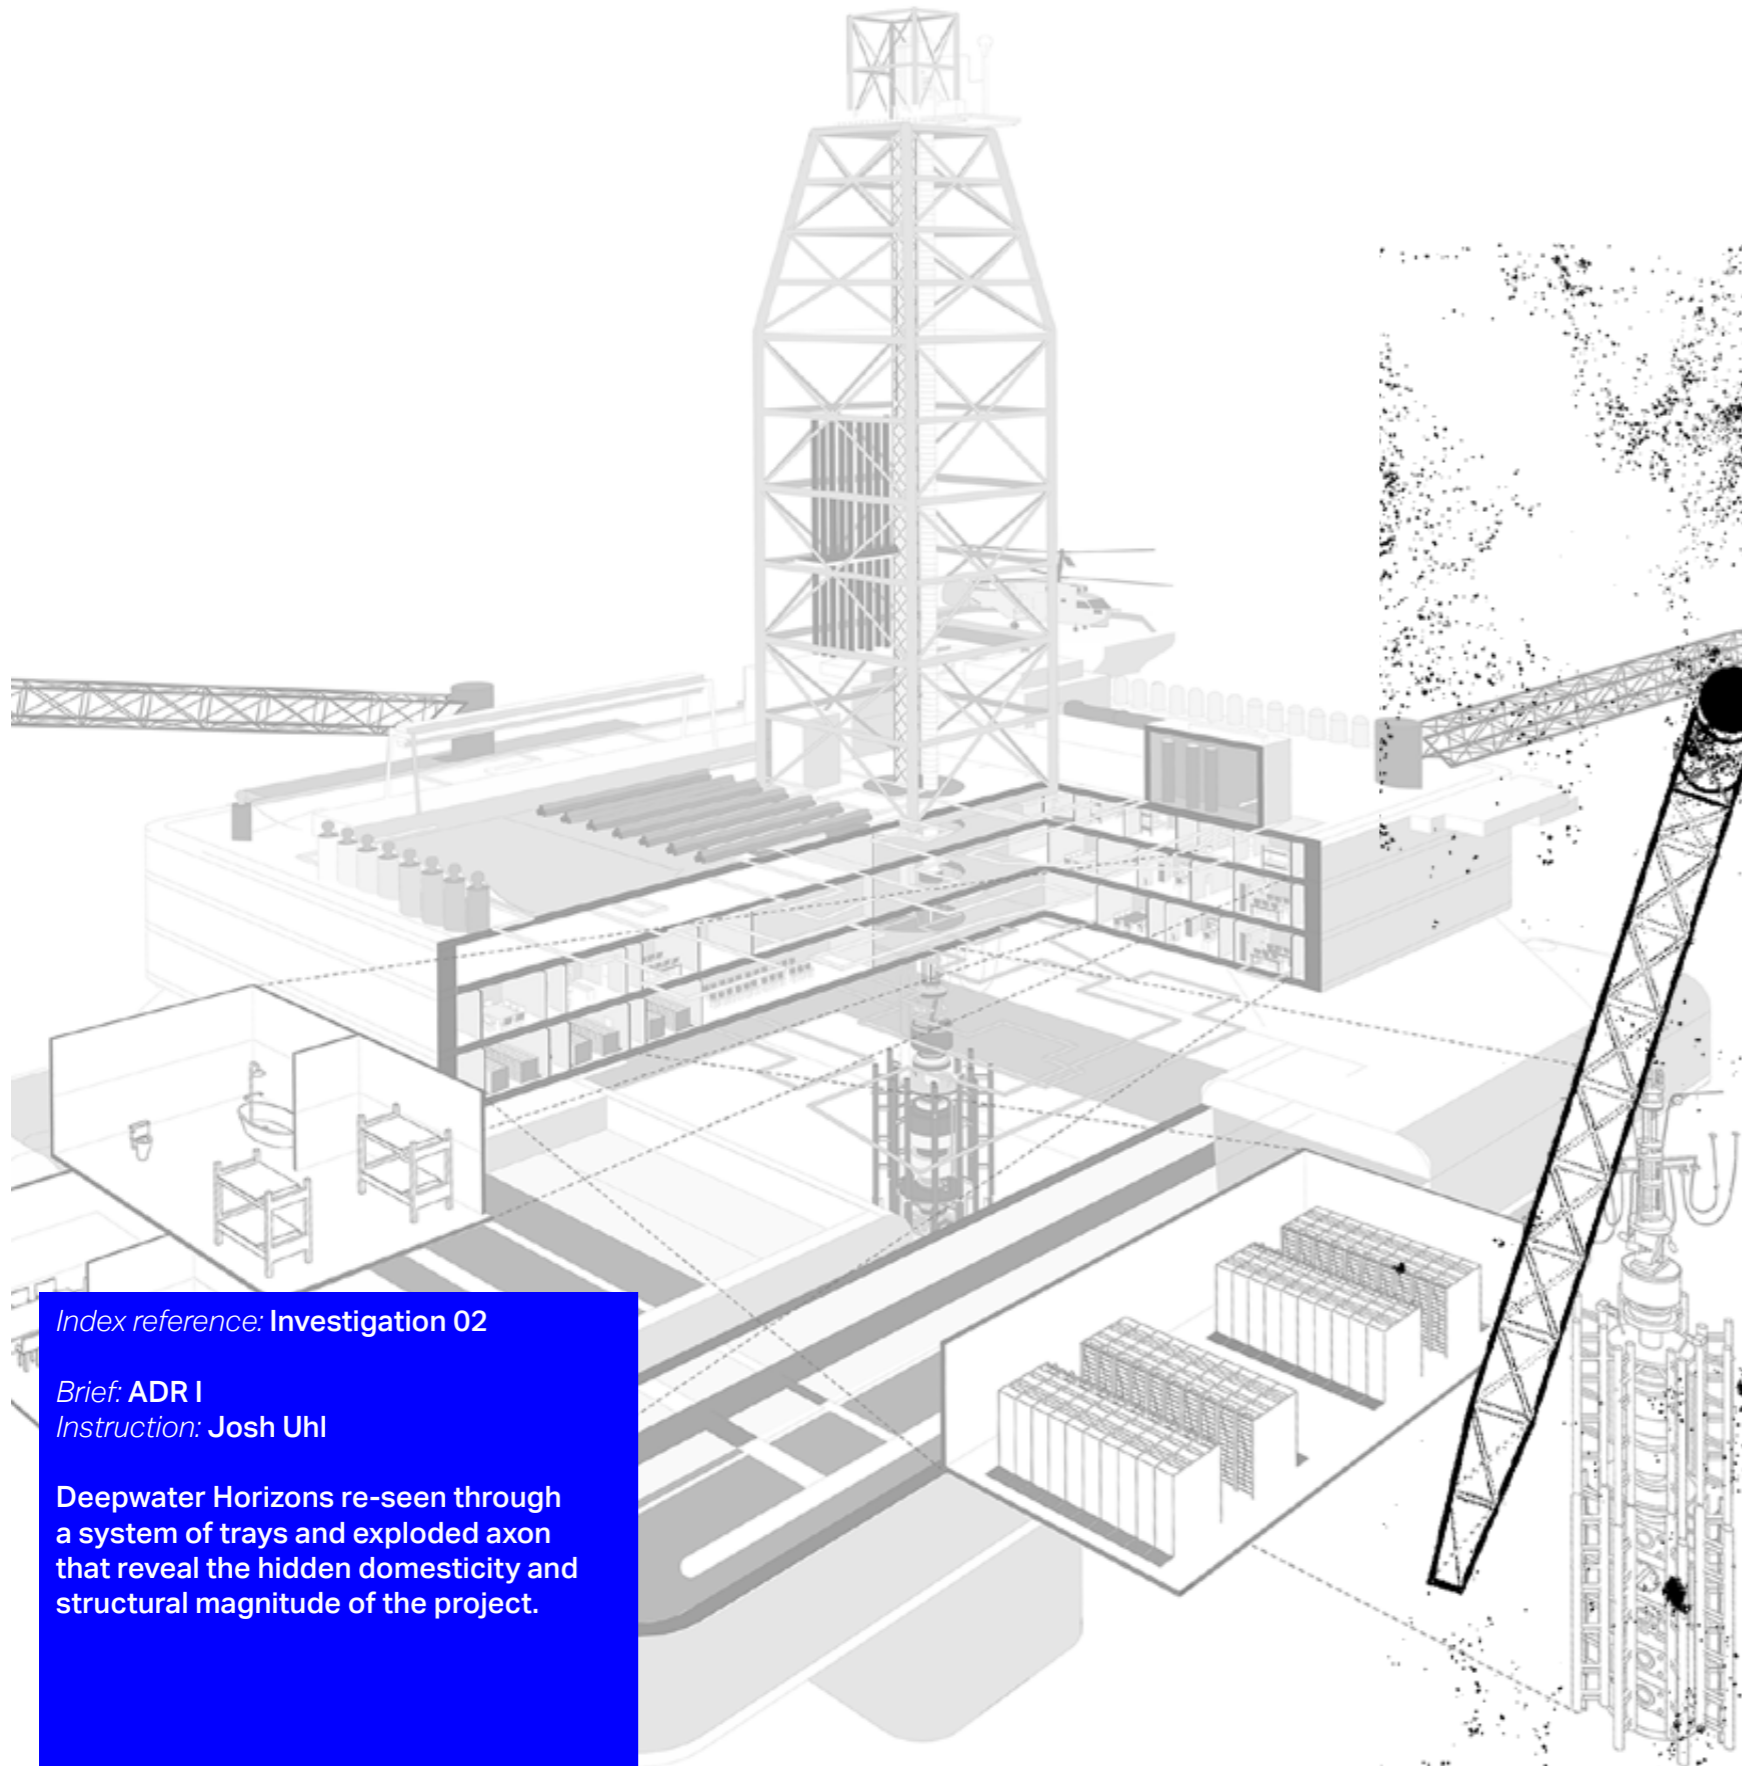 Index reference: Investigation 02
Brief: ADR I
Instruction: Josh Uhl
Deepwater Horizons re-seen through
a system of trays and exploded axon
that reveal the hidden domesticity and
structural magnitude of the project.